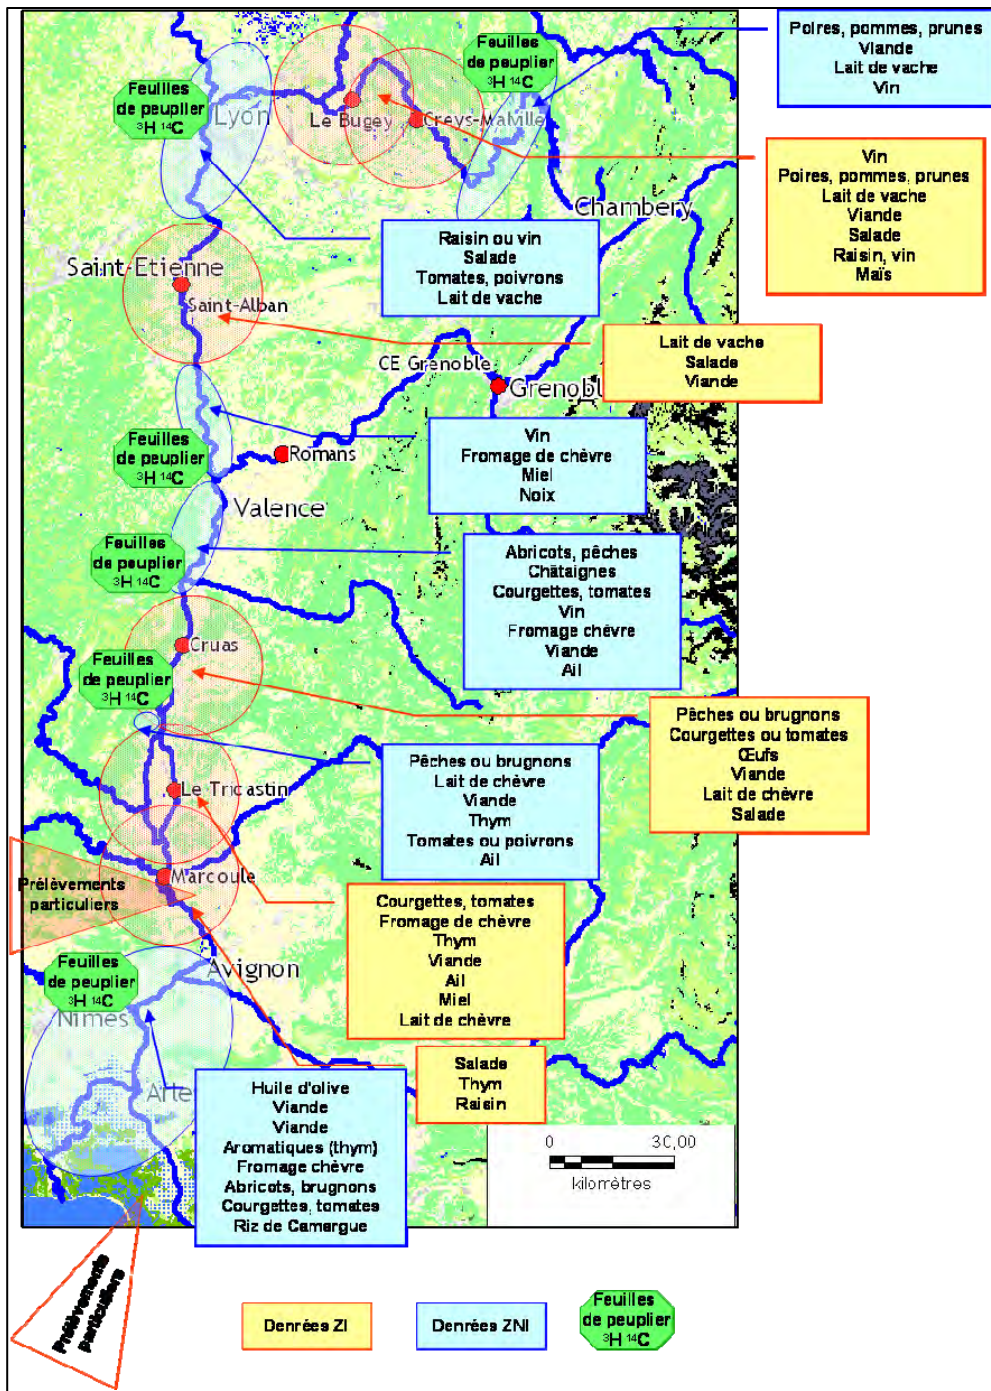 Feuilles
de peuplier
³H ¹⁴C
Poires, pommes, prunes
Viande
Lait de vache
Vin
Feuilles
de peuplier
³H ¹⁴C
Lyon
Le Bugey
Creys-Malville
Vin
Poires, pommes, prunes
Lait de vache
Viande
Salade
Raisin, vin
Maïs
Chambery
Raisin ou vin
Salade
Tomates, poivrons
Lait de vache
Saint-Etienne
Saint-Alban
Lait de vache
Salade
Viande
CE Grenoble
Grenobl
Vin
Fromage de chèvre
Miel
Noix
Feuilles
de peuplier
³H ¹⁴C
Romans
Valence
Feuilles
de peuplier
³H ¹⁴C
Abricots, pêches
Châtaignes
Courgettes, tomates
Vin
Fromage chèvre
Viande
Ail
Cruas
Feuilles
de peuplier
³H ¹⁴C
Pêches ou brugnons
Courgettes ou tomates
Œufs
Viande
Lait de chèvre
Salade
Pêches ou brugnons
Lait de chèvre
Viande
Thym
Tomates ou poivrons
Ail
Le Tricastin
Marcoule
Prélèvements
particuliers
Courgettes, tomates
Fromage de chèvre
Thym
Viande
Ail
Miel
Lait de chèvre
Avignon
Feuilles
de peuplier
³H ¹⁴C
Nîmes
Salade
Thym
Raisin
Arle
Huile d'olive
Viande
Viande
Aromatiques (thym)
Fromage chèvre
Abricots, brugnons
Courgettes, tomates
Riz de Camargue
0 30,00
kilomètres
Prélèvements
particuliers
Denrées ZI
Denrées ZNI
Feuilles
de peuplier
³H ¹⁴C